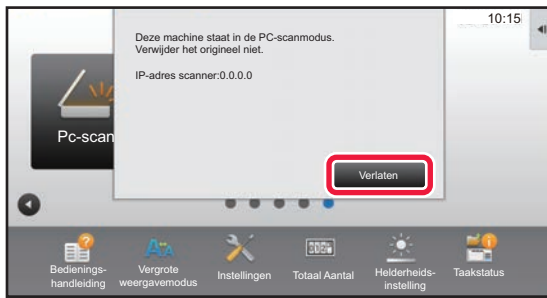 10:15
Deze machine staat in de PC-scanmodus.
Verwijder het origineel niet.
IP-adres scanner:0.0.0.0
Pc-scan
Verlaten
Bedienings-
handleiding
Vergrote
weergavemodus
Instellingen
Totaal Aantal
Helderheids-
instelling
Taakstatus